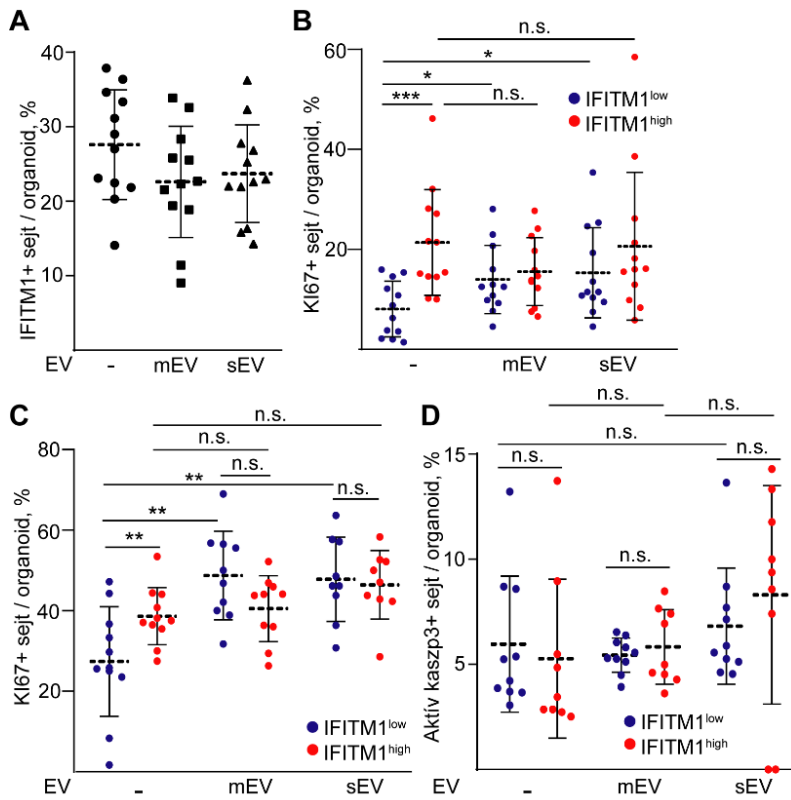 A
IFITM1+ sejt / organoid, %
40
30
20
10
EV
-
mEV
sEV
B
KI67+ sejt / organoid, %
60
40
20
n.s.
*
*
***
n.s.
IFITM1low
IFITM1high
-
mEV
sEV
C
KI67+ sejt / organoid, %
80
60
40
20
n.s.
n.s.
**
n.s.
**
n.s.
**
IFITM1low
IFITM1high
EV
-
mEV
sEV
D
Aktív kaszp3+ sejt / organoid, %
15
10
5
n.s.
n.s.
n.s.
n.s.
n.s.
n.s.
IFITM1low
IFITM1high
EV
-
mEV
sEV